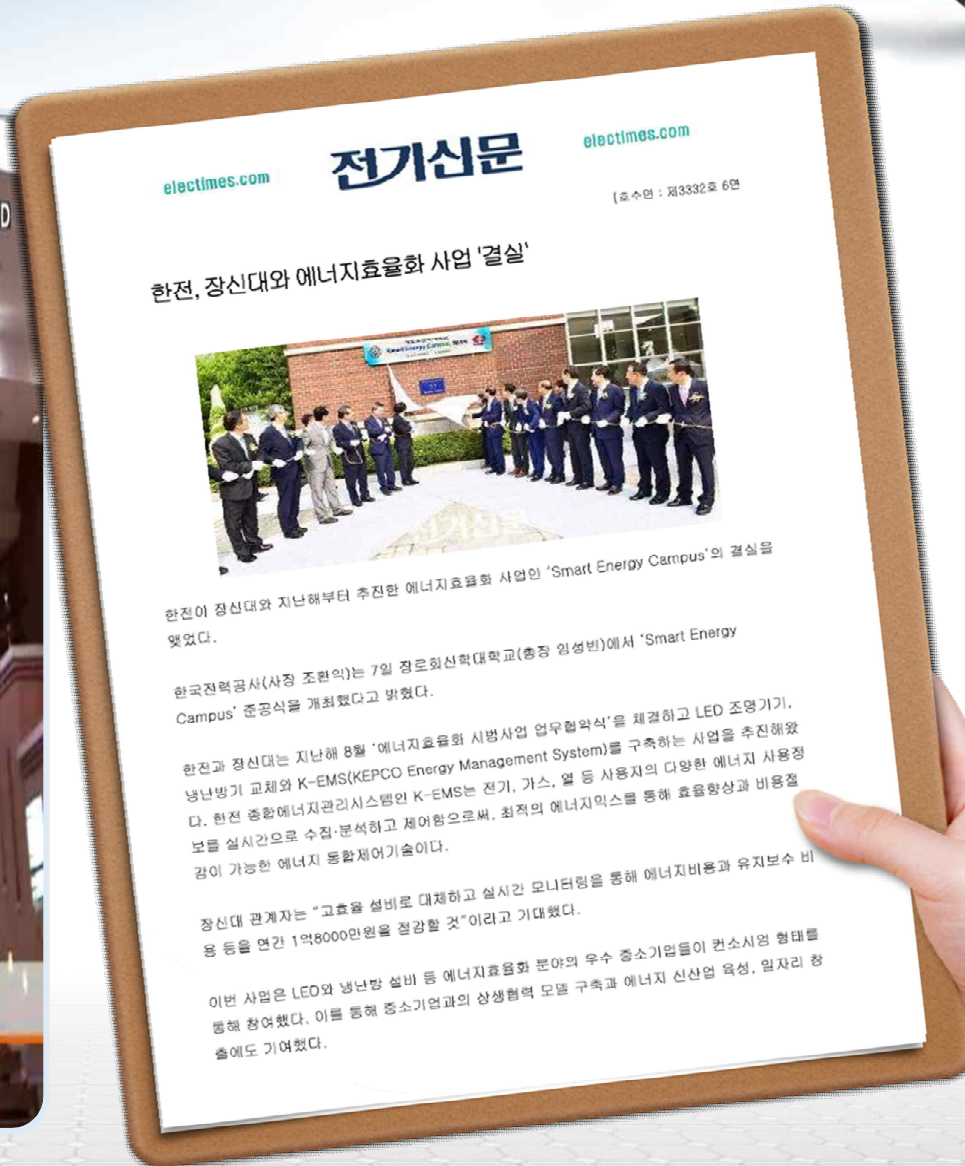 D
electimes.com
전기신문
electimes.com
[호수면 : 제3332호 6면
한전, 장신대와 에너지효율화 사업 '결실'
Smart Energy Campus
전기신문
한전이 장신대와 지난해부터 추진한 에너지효율화 사업인 ‘Smart Energy Campus’의 결실을
맺었다.
한국전력공사(사장 조환익)는 7일 장로회신학대학교(총장 임성빈)에서 ‘Smart Energy
Campus’ 준공식을 개최했다고 밝혔다.
한전과 장신대는 지난해 8월 ‘에너지효율화 시범사업 업무협약식’을 체결하고 LED 조명기기,
냉난방기 교체와 K-EMS(KEPCO Energy Management System)를 구축하는 사업을 추진해왔
다. 한전 종합에너지관리시스템인 K-EMS는 전기, 가스, 열 등 사용자의 다양한 에너지 사용정
보를 실시간으로 수집·분석하고 제어함으로써, 최적의 에너지믹스를 통해 효율향상과 비용절
감이 가능한 에너지 통합제어기술이다.
장신대 관계자는 “고효율 설비로 대체하고 실시간 모니터링을 통해 에너지비용과 유지보수 비
용 등을 연간 1억8000만원을 절감할 것”이라고 기대했다.
이번 사업은 LED와 냉난방 설비 등 에너지효율화 분야의 우수 중소기업들이 컨소시엄 형태를
통해 참여했다. 이를 통해 중소기업과의 상생협력 모델 구축과 에너지 신산업 육성, 일자리 창
출에도 기여했다.